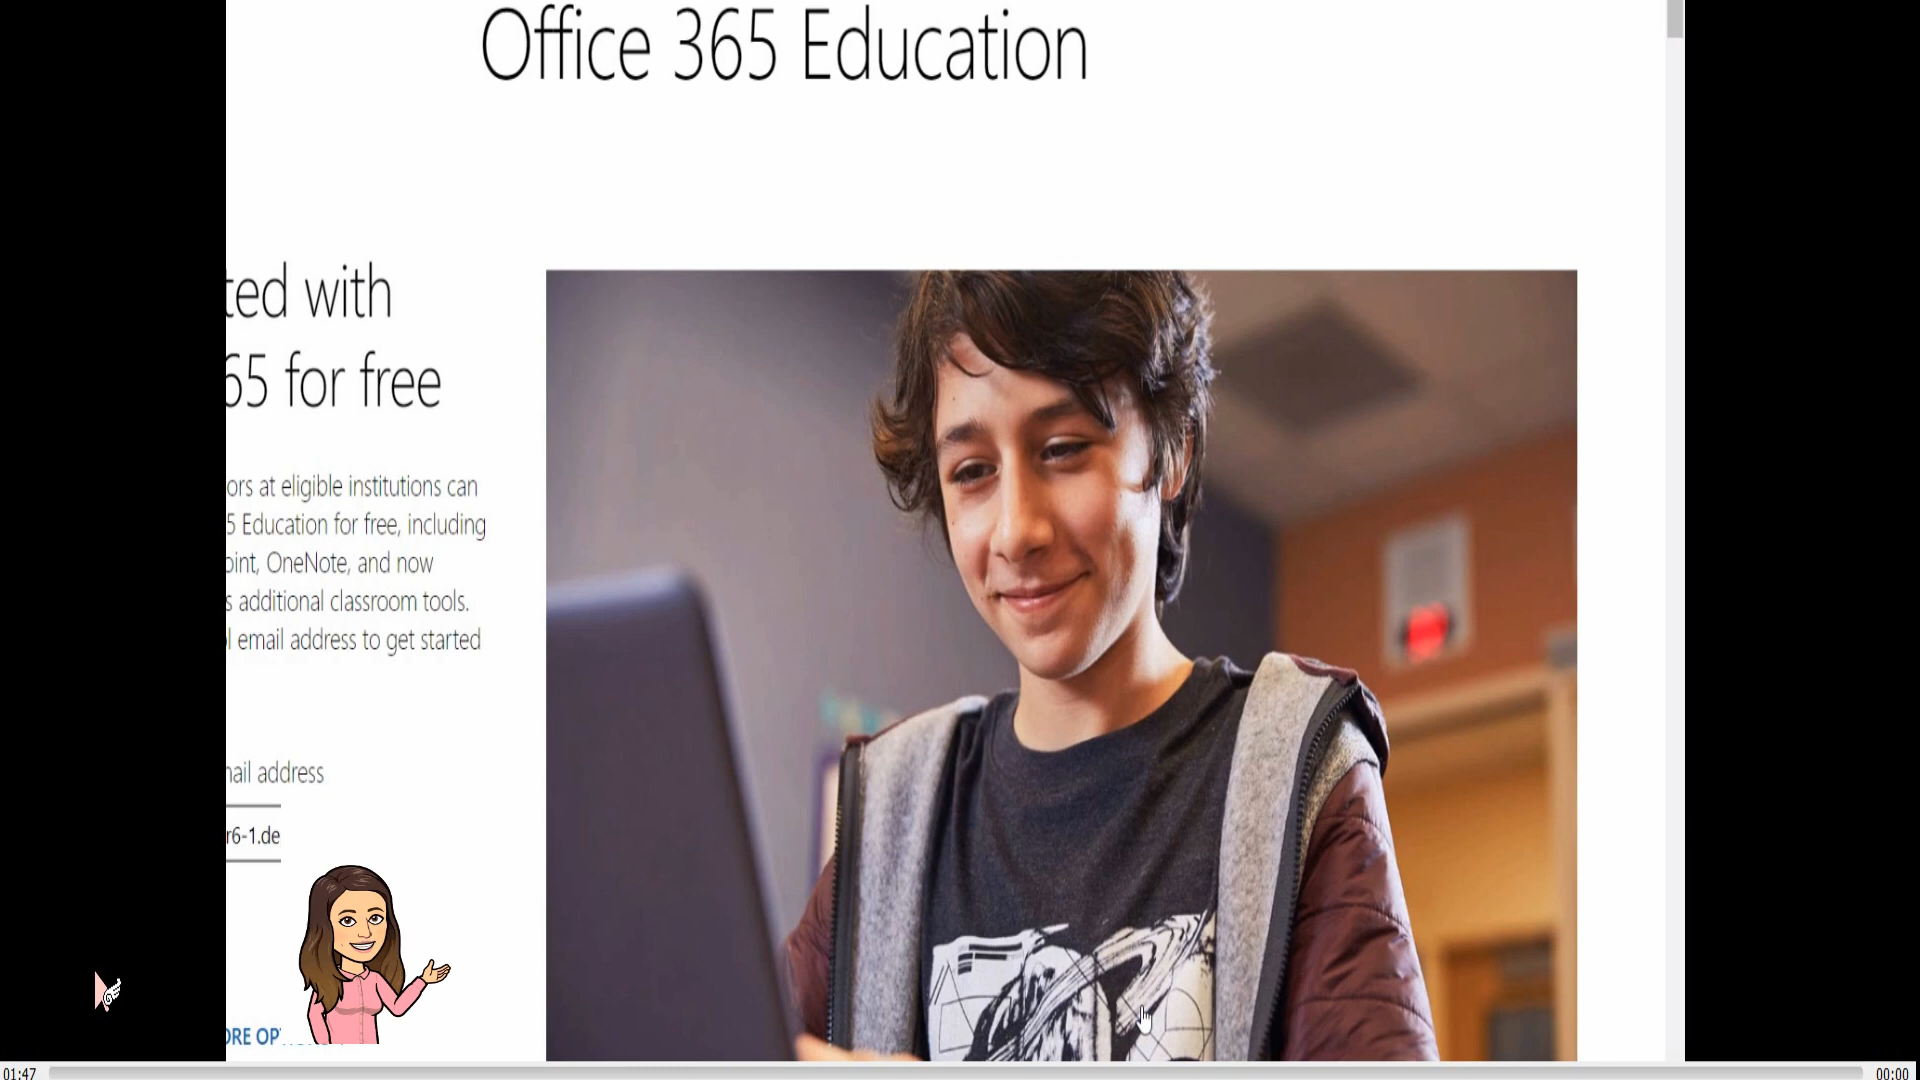 Office 365 Education
ted with
65 for free
ors at eligible institutions can
5 Education for free, including
oint, OneNote, and now
s additional classroom tools.
l email address to get started
mail address
r6-1.de
ORE OP
01:47
00:00